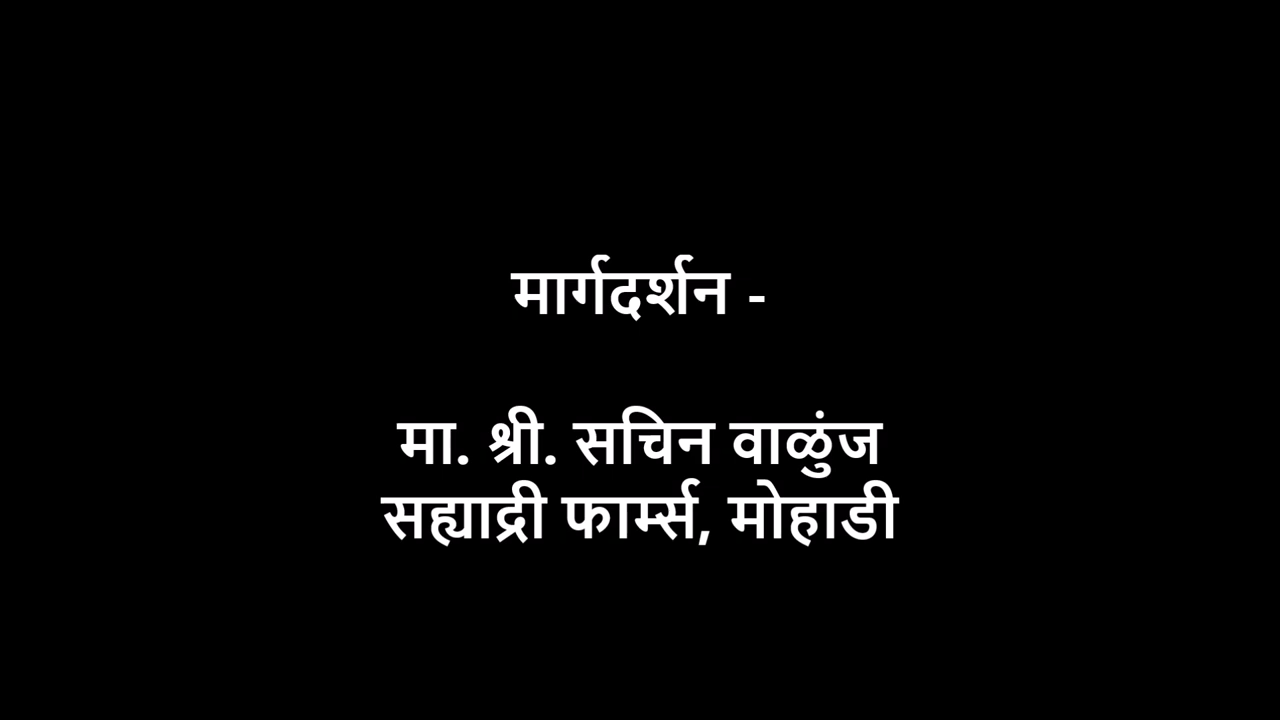 मार्गदर्शन -
मा. श्री. सचिन वाळुंज
सह्याद्री फार्म्स, मोहाडी